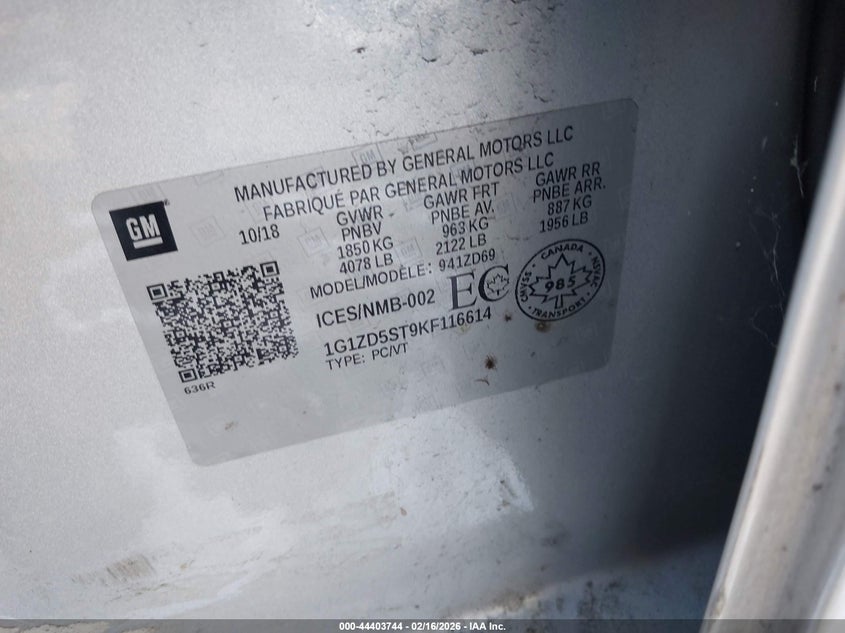 MANUFACTURED BY GENERAL MOTORS LLC
FABRIQUÉ PAR GENERAL MOTORS LLC
GM
10/18
GVWR GAWR FRT GAWR RR
PNBV PNBE AV. PNBE ARR.
1850 KG 963 KG 887 KG
4078 LB 2122 LB 1956 LB
MODEL/MODÈLE: 941ZD69
ICES/NMB-002 EC
CANADA
985
TRANSPORT
CMVSS
NSVAC
1G1ZD5ST9KF116614
TYPE: PC/VT
636R
000-44403744 - 02/16/2026 - IAA Inc.